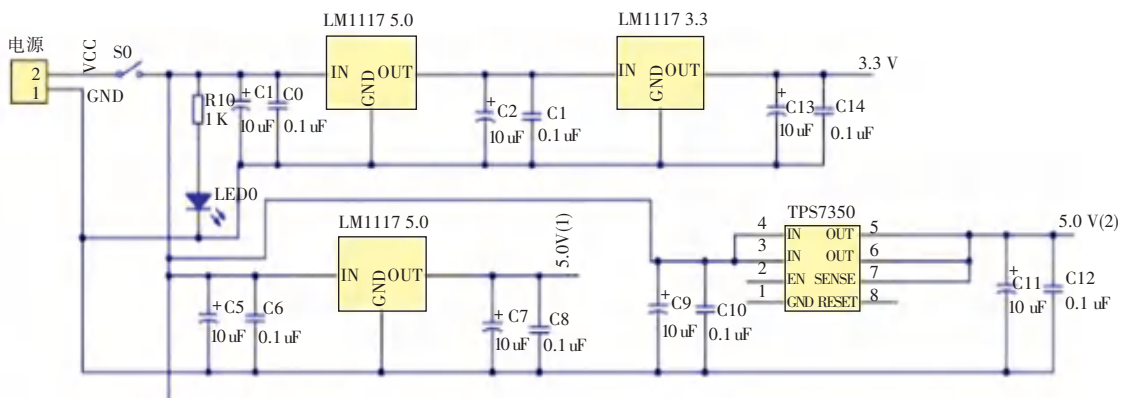 LM1117 5.0
LM1117 3.3
电源
VCC
S0
2
1
GND
IN OUT
GND
IN OUT
GND
3.3 V
R10
1 K
+ C1
10 uF
C0
0.1 uF
+
C2
10 uF
C1
0.1 uF
+
C13
10 uF
C14
0.1 uF
LED0
LM1117 5.0
IN OUT
GND
5.0V(1)
TPS7350
4 IN OUT 5
3 IN OUT 6
2 EN SENSE 7
1 GND RESET 8
5.0 V(2)
+ C5
10 uF
C6
0.1 uF
+ C7
10 uF
C8
0.1 uF
+
C9
10 uF
C10
0.1 uF
+
C11
10 uF
C12
0.1 uF